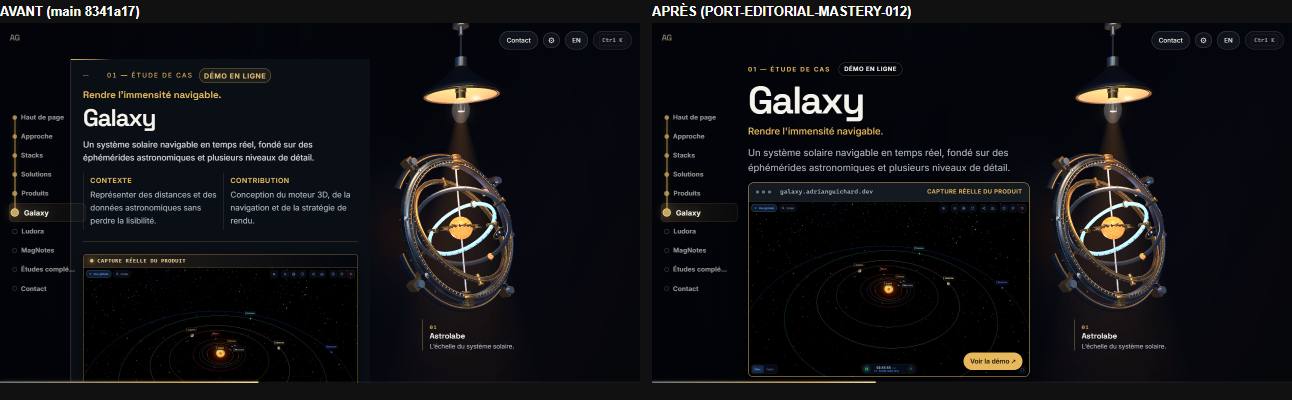 AVANT (main 8341a17)
AG
Contact
EN
Ctrl K
01 — ÉTUDE DE CAS
DÉMO EN LIGNE
Rendre l'immensité navigable.
Galaxy
Un système solaire navigable en temps réel, fondé sur des
éphémérides astronomiques et plusieurs niveaux de détail.
CONTEXTE
Représenter des distances et des
données astronomiques sans
perdre la lisibilité.
CONTRIBUTION
Conception du moteur 3D, de la
navigation et de la stratégie de
rendu.
CAPTURE RÉELLE DU PRODUIT
Haut de page
Approche
Stacks
Solutions
Produits
Galaxy
Ludora
MagNotes
Études complé...
Contact
01
Astrolabe
L'échelle du système solaire.
APRÈS (PORT-EDITORIAL-MASTERY-012)
AG
Contact
EN
Ctrl K
01 — ÉTUDE DE CAS
DÉMO EN LIGNE
Galaxy
Rendre l'immensité navigable.
Un système solaire navigable en temps réel, fondé sur des
éphémérides astronomiques et plusieurs niveaux de détail.
galaxy.adrianguichard.dev
CAPTURE RÉELLE DU PRODUIT
Voir la démo ↗
Haut de page
Approche
Stacks
Solutions
Produits
Galaxy
Ludora
MagNotes
Études complé...
Contact
01
Astrolabe
L'échelle du système solaire.